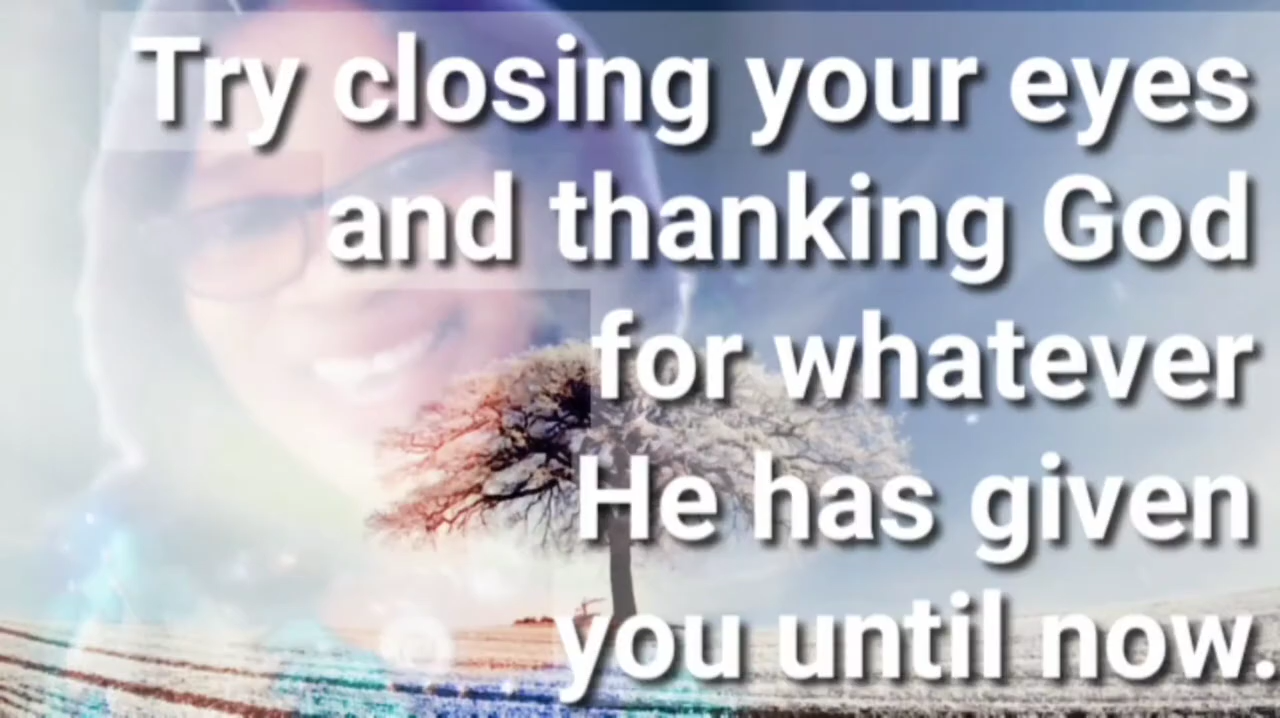 Try closing your eyes
and thanking God
for whatever
He has given
you until now.